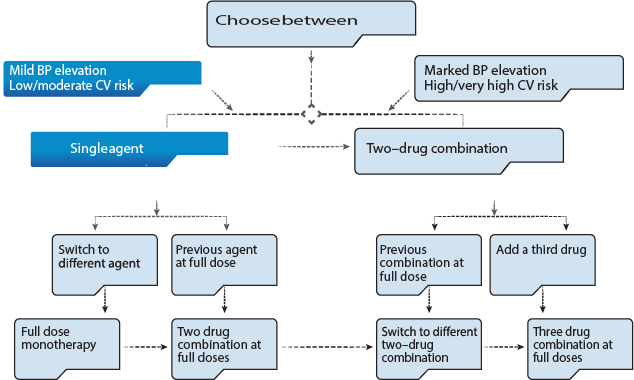 Choosebetween
Mild BP elevation
Low/moderate CV risk
Marked BP elevation
High/very high CV risk
Singleagent
Two–drug combination
Switch to
different agent
Previous agent
at full dose
Previous
combination at
full dose
Add a third drug
Full dose
monotherapy
Two drug
combination at
full doses
Switch to different
two–drug
combination
Three drug
combination at
full doses